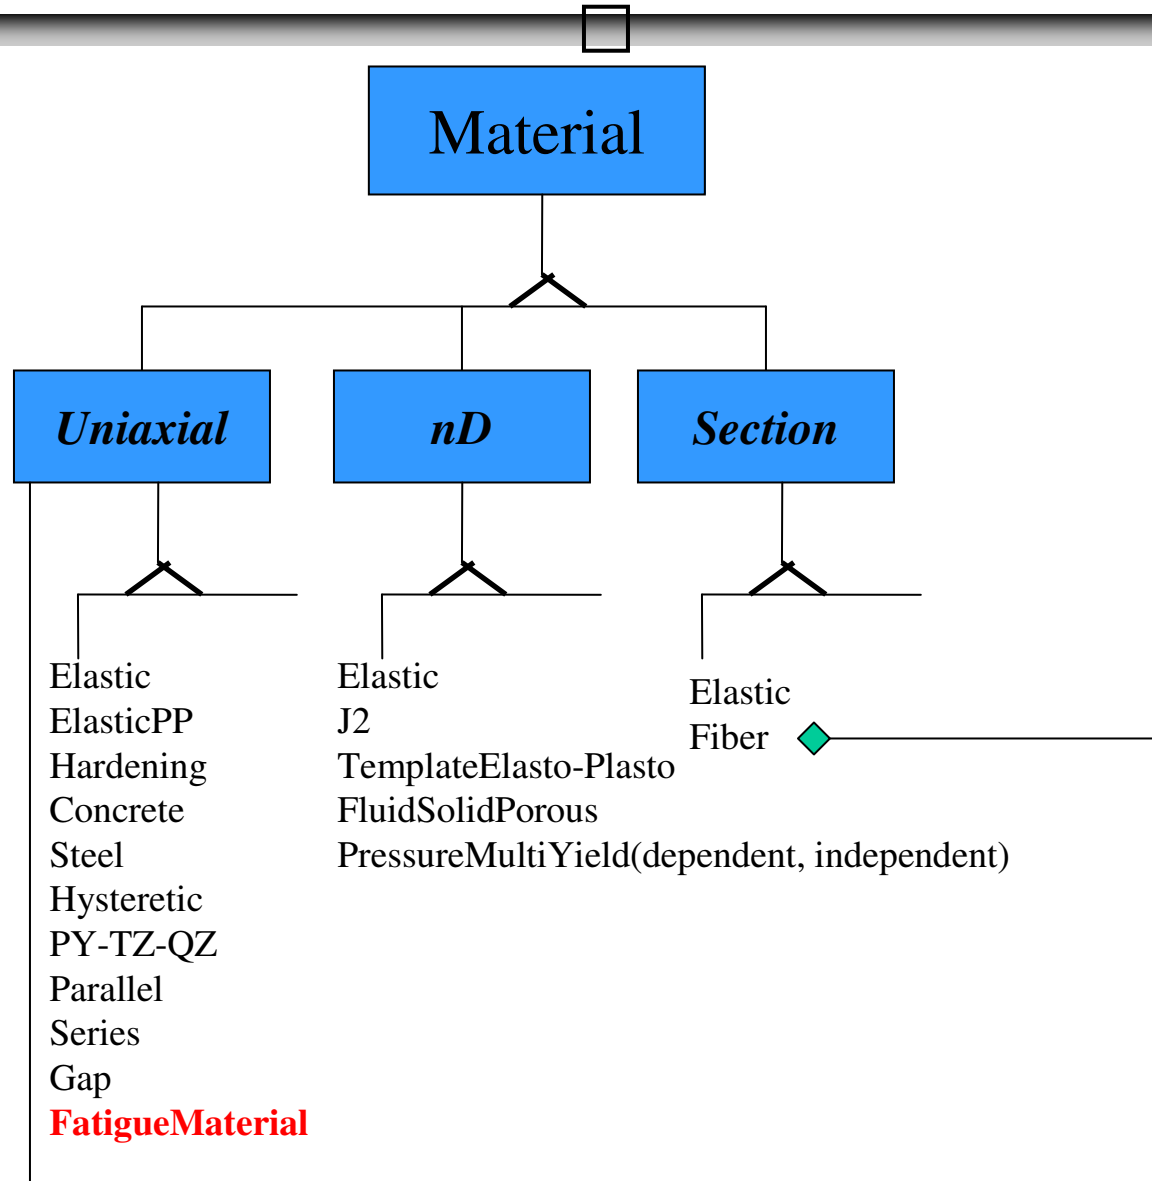 Material
Uniaxial
nD
Section
Elastic
ElasticPP
Hardening
Concrete
Steel
Hysteretic
PY-TZ-QZ
Parallel
Series
Gap
FatigueMaterial
Elastic
J2
TemplateElasto-Plasto
FluidSolidPorous
PressureMultiYield(dependent, independent)
Elastic
Fiber